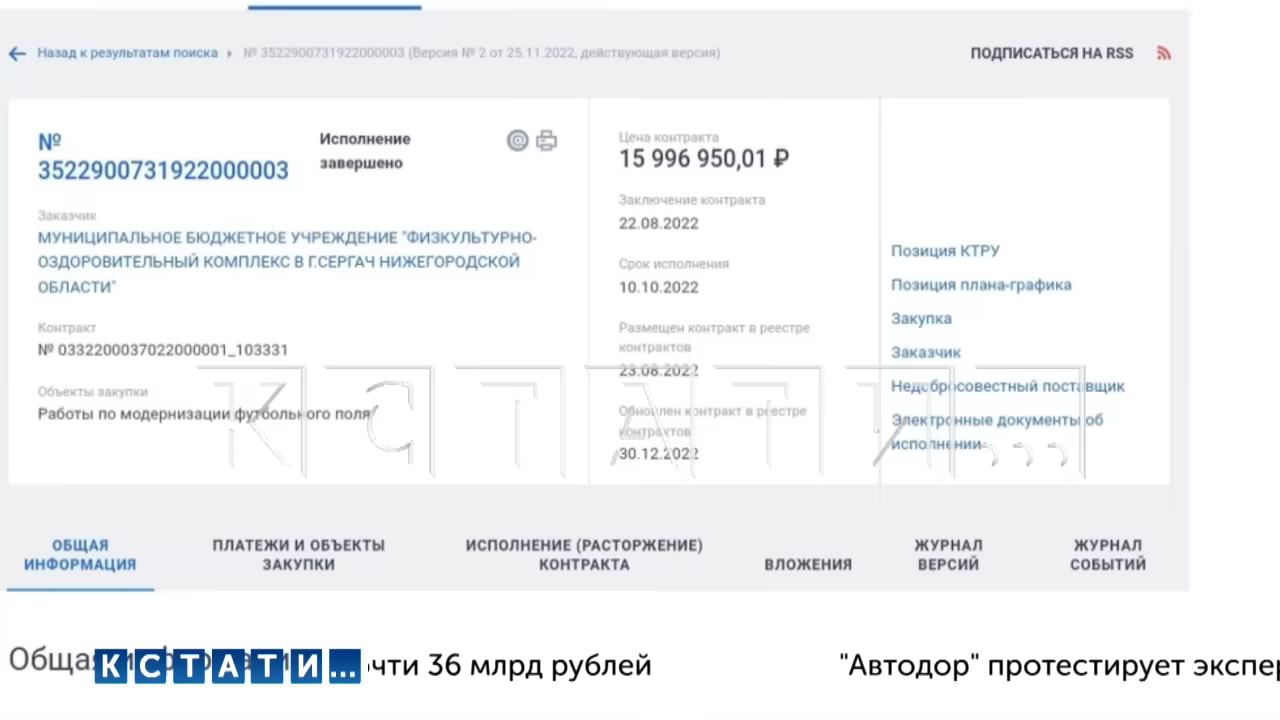 Назад к результатам поиска № 3522900731922000003 (Версия № 2 от 25.11.2022, действующая версия)
ПОДПИСАТЬСЯ НА RSS
№
3522900731922000003
Исполнение
завершено
Заказчик
МУНИЦИПАЛЬНОЕ БЮДЖЕТНОЕ УЧРЕЖДЕНИЕ "ФИЗКУЛЬТУРНО-
ОЗДОРОВИТЕЛЬНЫЙ КОМПЛЕКС В Г.СЕРГАЧ НИЖЕГОРОДСКОЙ
ОБЛАСТИ"
Контракт
№ 0332200037022000001_103331
Объекты закупки
Работы по модернизации футбольного поля
Цена контракта
15 996 950,01 ₽
Заключение контракта
22.08.2022
Срок исполнения
10.10.2022
Размещен контракт в реестре
контрактов
23.08.2022
Обновлен контракт в реестре
контрактов
30.12.2022
Позиция КТРУ
Позиция плана-графика
Закупка
Заказчик
Недобросовестный поставщик
Электронные документы об
исполнении
КСТАТИ...
ОБЩАЯ
ИНФОРМАЦИЯ
ПЛАТЕЖИ И ОБЪЕКТЫ
ЗАКУПКИ
ИСПОЛНЕНИЕ (РАСТОРЖЕНИЕ)
КОНТРАКТА
ВЛОЖЕНИЯ
ЖУРНАЛ
ВЕРСИЙ
ЖУРНАЛ
СОБЫТИЙ
КСТАТИ...
36 млрд рублей
"Автодор" протестирует